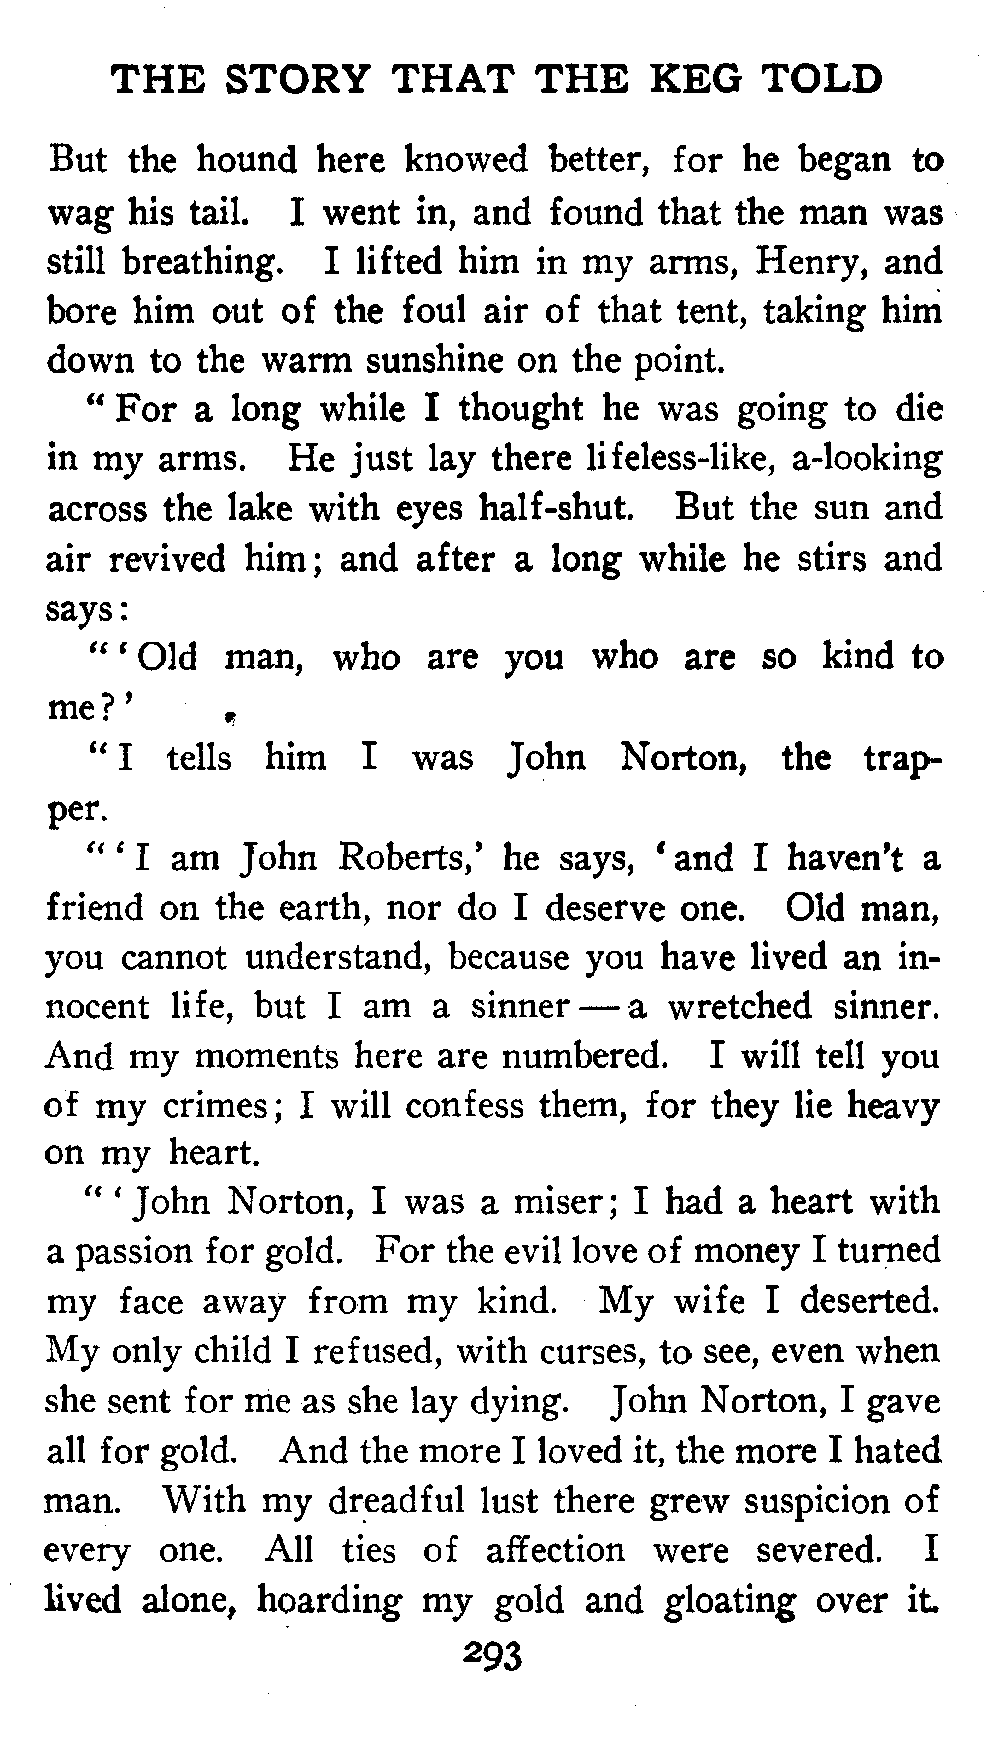 THE STORY THAT THE KEG TOLD
But the hound here knowed better, for he began to
wag his tail. I went in, and found that the man was
still breathing. I lifted him in my arms, Henry, and
bore him out of the foul air of that tent, taking him
down to the warm sunshine on the point.
" For a long while I thought he was going to die
in my arms. He just lay there lifeless-like, a-looking
across the lake with eyes half-shut. But the sun and
air revived him; and after a long while he stirs and
says:
" ' Old man, who are you who are so kind to
me? '
" I tells him I was John Norton, the trap-
per.
" ' I am John Roberts,' he says, ' and I haven't a
friend on the earth, nor do I deserve one. Old man,
you cannot understand, because you have lived an in-
nocent life, but I am a sinner — a wretched sinner.
And my moments here are numbered. I will tell you
of my crimes; I will confess them, for they lie heavy
on my heart.
" ' John Norton, I was a miser; I had a heart with
a passion for gold. For the evil love of money I turned
my face away from my kind. My wife I deserted.
My only child I refused, with curses, to see, even when
she sent for me as she lay dying. John Norton, I gave
all for gold. And the more I loved it, the more I hated
man. With my dreadful lust there grew suspicion of
every one. All ties of affection were severed. I
lived alone, hoarding my gold and gloating over it.
293